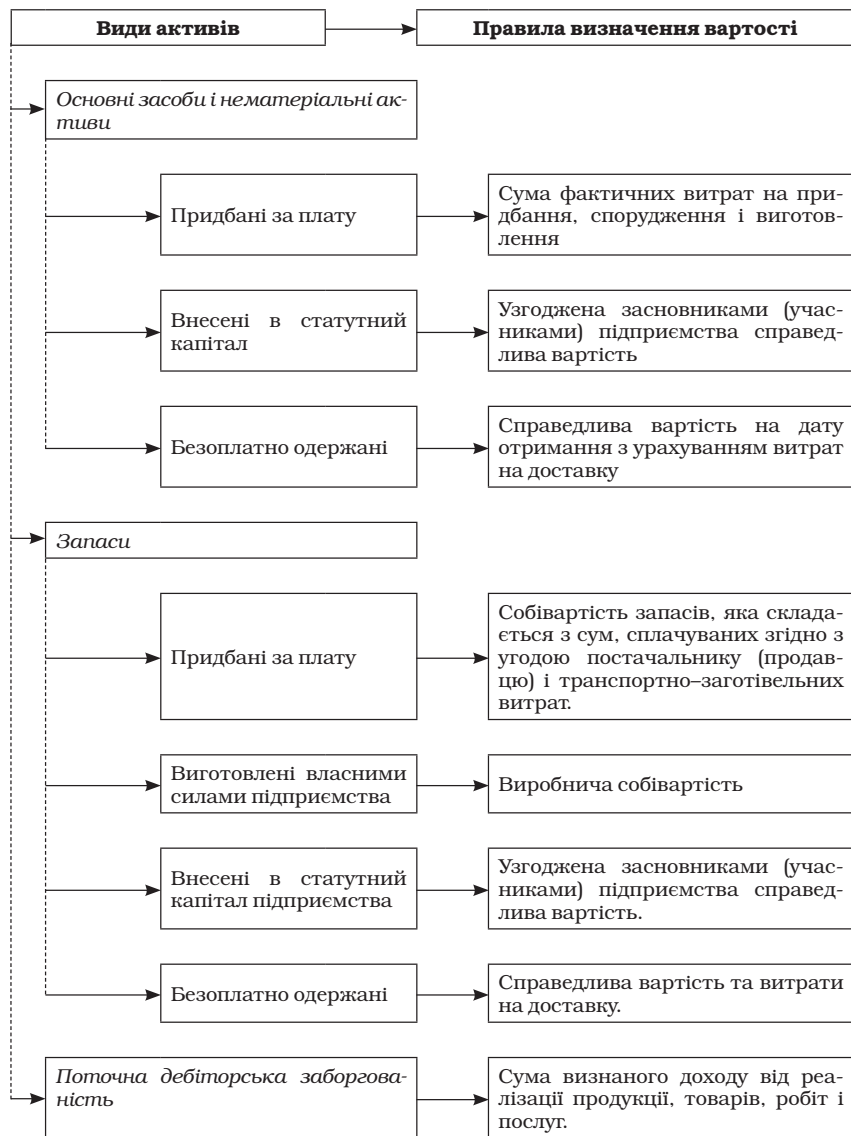 Види активів
Правила визначення вартості
Основні засоби і нематеріальні ак-
тиви
Придбані за плату
Сума фактичних витрат на при-
дбання, спорудження і виготов-
лення
Внесені в статутний
капітал
Узгоджена засновниками (учас-
никами) підприємства справед-
лива вартість
Безоплатно одержані
Справедлива вартість на дату
отримання з урахуванням витрат
на доставку
Запаси
Придбані за плату
Собівартість запасів, яка склада-
ється з сум, сплачуваних згідно з
угодою постачальнику (продав-
цю) і транспортно–заготівельних
витрат.
Виготовлені власними
силами підприємства
Виробнича собівартість
Внесені в статутний
капітал підприємства
Узгоджена засновниками (учас-
никами) підприємства справед-
лива вартість.
Безоплатно одержані
Справедлива вартість та витрати
на доставку.
Поточна дебіторська заборгова-
ність
Сума визнаного доходу від реа-
лізації продукції, товарів, робіт і
послуг.